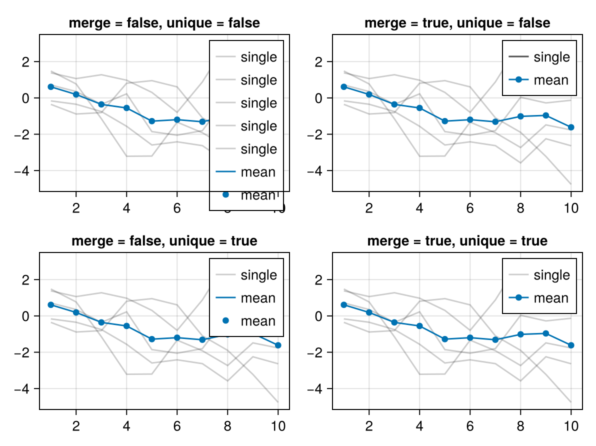 merge = false, unique = false
single
single
single
single
single
mean
mean
2
0
−2
−4
2
4
6
10
merge = true, unique = false
single
mean
2
0
−2
−4
2
4
6
8
10
merge = false, unique = true
single
mean
mean
2
0
−2
−4
2
4
6
8
10
merge = true, unique = true
single
mean
2
0
−2
−4
2
4
6
8
10